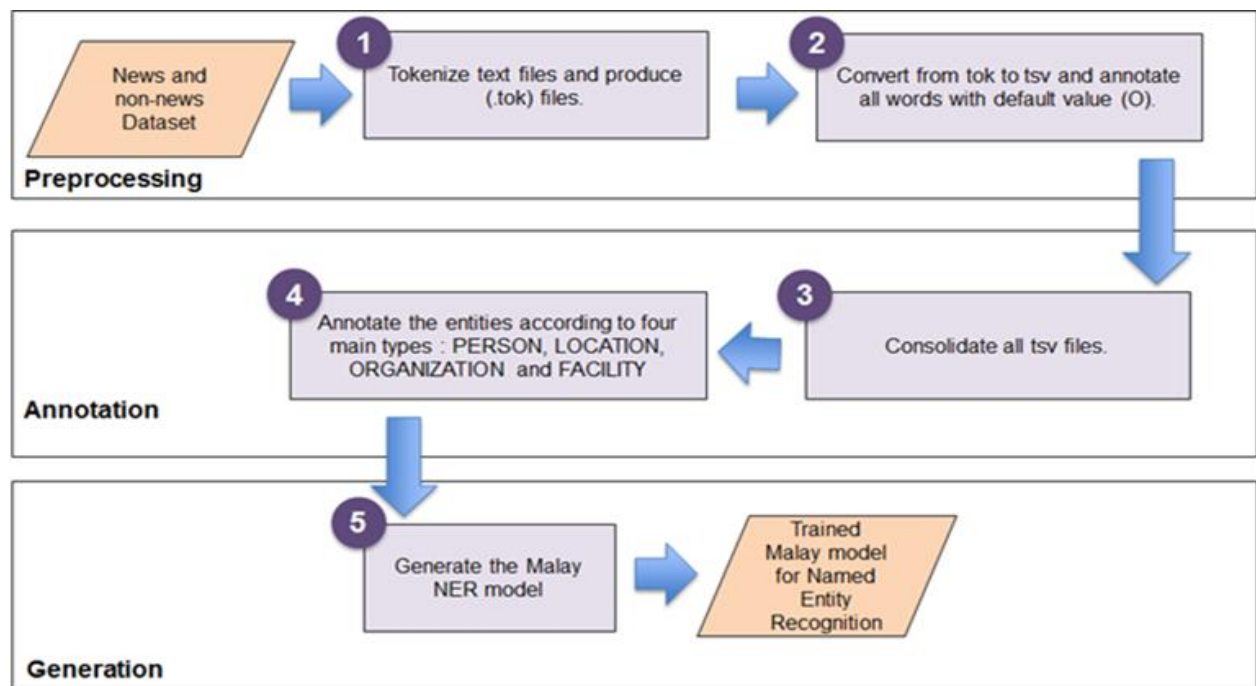 News and
non-news
Dataset
1
Tokenize text files and produce
(.tok) files.
2
Convert from tok to tsv and annotate
all words with default value (O).
Preprocessing
3
Consolidate all tsv files.
4
Annotate the entities according to four
main types : PERSON, LOCATION,
ORGANIZATION and FACILITY
Annotation
5
Generate the Malay
NER model
Trained
Malay model
for Named
Entity
Recognition
Generation